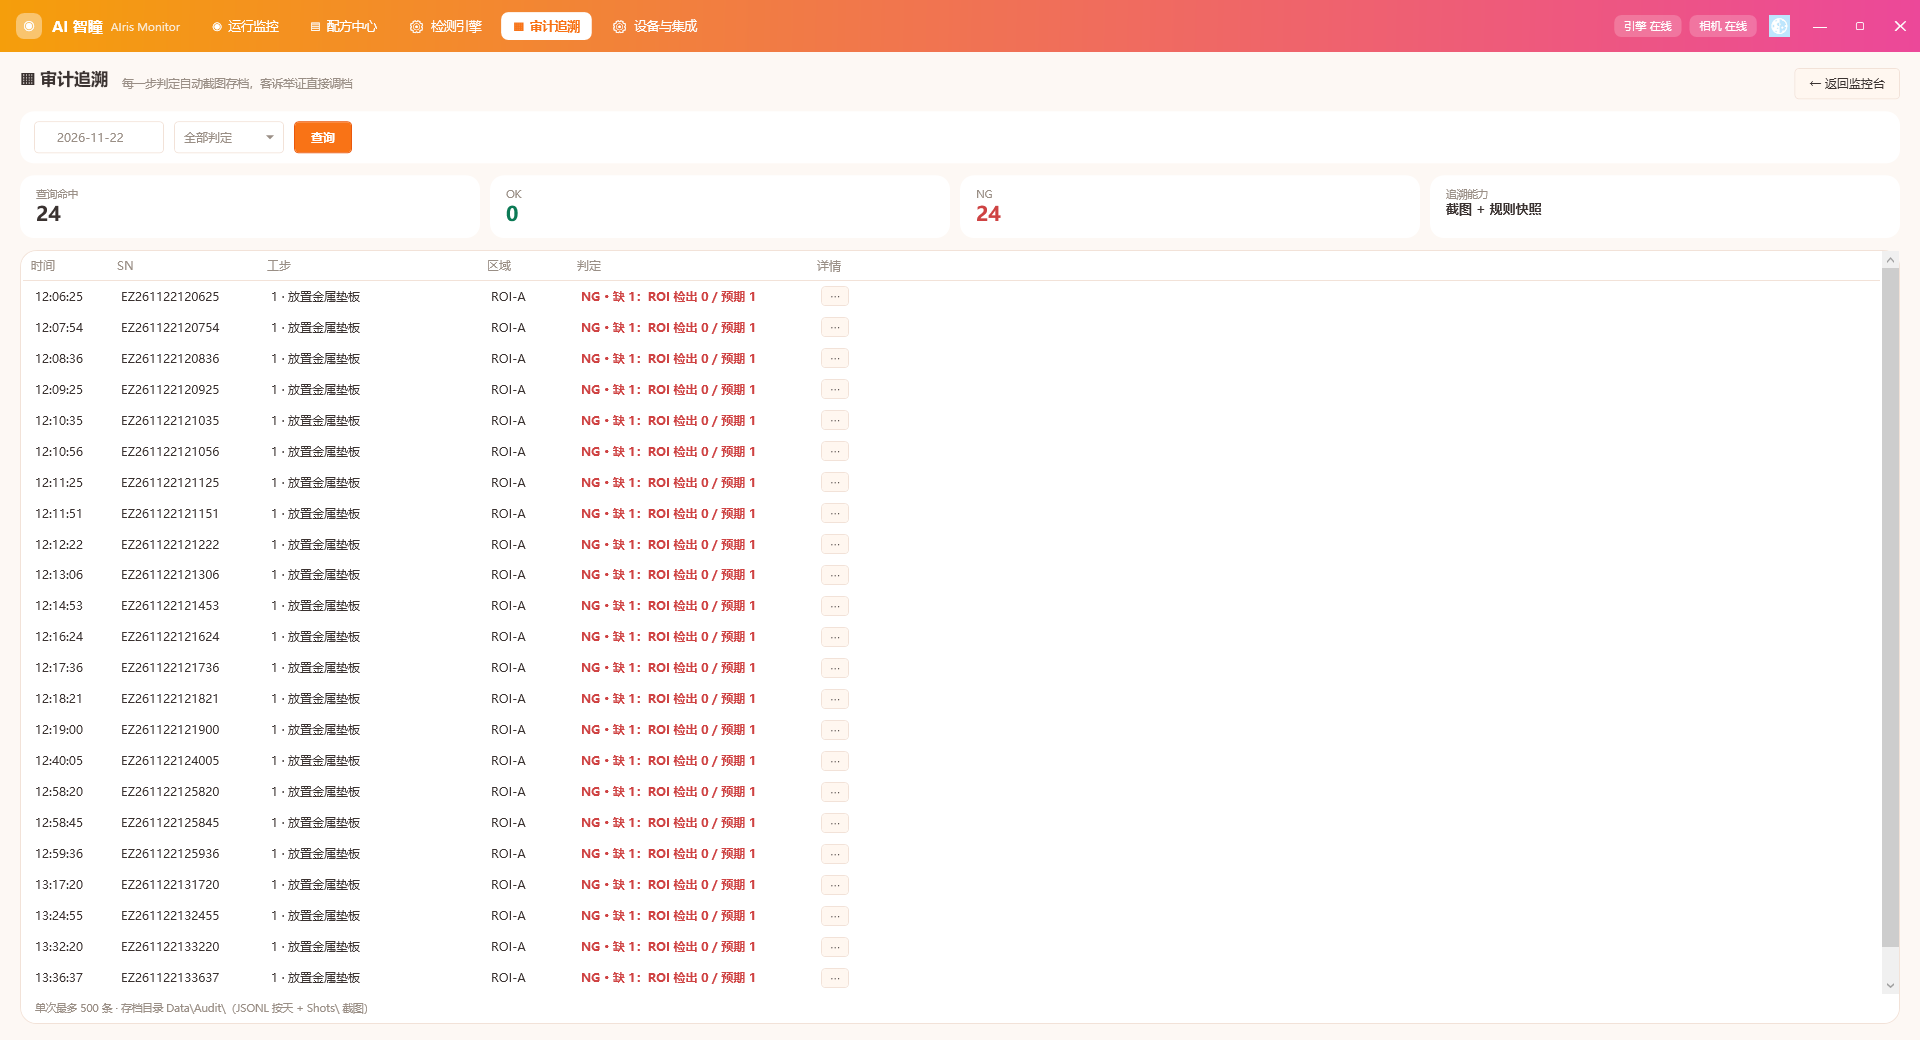 AI 智瞳 AIris Monitor 运行监控 配方中心 检测引擎 审计追溯 设备与集成 引擎 在线 相机 在线
审计追溯 每一步判定自动截图存档，客诉举证直接调档 ← 返回监控台
2026-11-22 全部判定 查询
查询命中
24
OK
0
NG
24
追溯能力
截图 + 规则快照
时间 SN 工步 区域 判定 详情
12:06:25 EZ261122120625 1 · 放置金属垫板 ROI-A NG · 缺 1：ROI 检出 0 / 预期 1 ...
12:07:54 EZ261122120754 1 · 放置金属垫板 ROI-A NG · 缺 1：ROI 检出 0 / 预期 1 ...
12:08:36 EZ261122120836 1 · 放置金属垫板 ROI-A NG · 缺 1：ROI 检出 0 / 预期 1 ...
12:09:25 EZ261122120925 1 · 放置金属垫板 ROI-A NG · 缺 1：ROI 检出 0 / 预期 1 ...
12:10:35 EZ261122121035 1 · 放置金属垫板 ROI-A NG · 缺 1：ROI 检出 0 / 预期 1 ...
12:10:56 EZ261122121056 1 · 放置金属垫板 ROI-A NG · 缺 1：ROI 检出 0 / 预期 1 ...
12:11:25 EZ261122121125 1 · 放置金属垫板 ROI-A NG · 缺 1：ROI 检出 0 / 预期 1 ...
12:11:51 EZ261122121151 1 · 放置金属垫板 ROI-A NG · 缺 1：ROI 检出 0 / 预期 1 ...
12:12:22 EZ261122121222 1 · 放置金属垫板 ROI-A NG · 缺 1：ROI 检出 0 / 预期 1 ...
12:13:06 EZ261122121306 1 · 放置金属垫板 ROI-A NG · 缺 1：ROI 检出 0 / 预期 1 ...
12:14:53 EZ261122121453 1 · 放置金属垫板 ROI-A NG · 缺 1：ROI 检出 0 / 预期 1 ...
12:16:24 EZ261122121624 1 · 放置金属垫板 ROI-A NG · 缺 1：ROI 检出 0 / 预期 1 ...
12:17:36 EZ261122121736 1 · 放置金属垫板 ROI-A NG · 缺 1：ROI 检出 0 / 预期 1 ...
12:18:21 EZ261122121821 1 · 放置金属垫板 ROI-A NG · 缺 1：ROI 检出 0 / 预期 1 ...
12:19:00 EZ261122121900 1 · 放置金属垫板 ROI-A NG · 缺 1：ROI 检出 0 / 预期 1 ...
12:40:05 EZ261122124005 1 · 放置金属垫板 ROI-A NG · 缺 1：ROI 检出 0 / 预期 1 ...
12:58:20 EZ261122125820 1 · 放置金属垫板 ROI-A NG · 缺 1：ROI 检出 0 / 预期 1 ...
12:58:45 EZ261122125845 1 · 放置金属垫板 ROI-A NG · 缺 1：ROI 检出 0 / 预期 1 ...
12:59:36 EZ261122125936 1 · 放置金属垫板 ROI-A NG · 缺 1：ROI 检出 0 / 预期 1 ...
13:17:20 EZ261122131720 1 · 放置金属垫板 ROI-A NG · 缺 1：ROI 检出 0 / 预期 1 ...
13:24:55 EZ261122132455 1 · 放置金属垫板 ROI-A NG · 缺 1：ROI 检出 0 / 预期 1 ...
13:32:20 EZ261122133220 1 · 放置金属垫板 ROI-A NG · 缺 1：ROI 检出 0 / 预期 1 ...
13:36:37 EZ261122133637 1 · 放置金属垫板 ROI-A NG · 缺 1：ROI 检出 0 / 预期 1 ...
单次最多 500 条 · 存档目录 Data\Audit\（JSONL 按天 + Shots\ 截图）